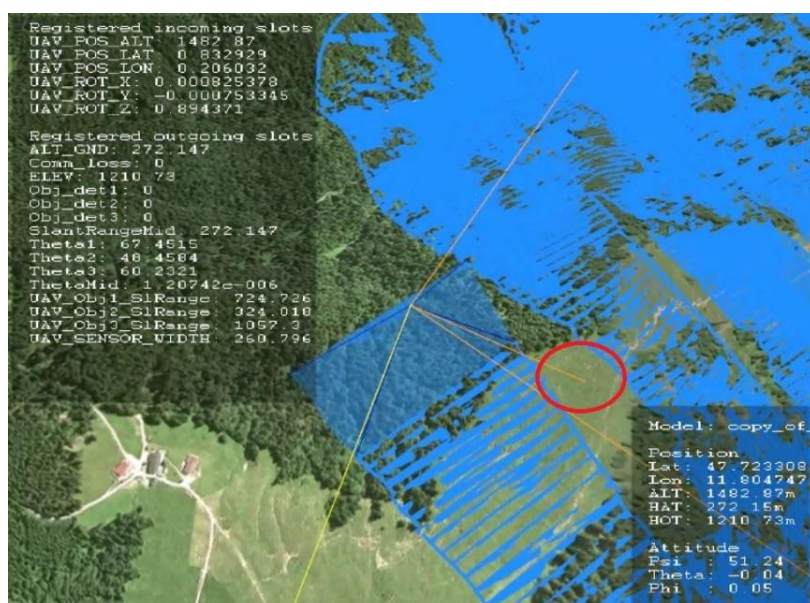 Registered incoming slots
UAV_POS_ALT: 1482.87
UAV_POS_LAT: 0.832929
UAV_POS_LON: 0.206032
UAV_ROT_X: 0.000825378
UAV_ROT_Y: -0.000753345
UAV_ROT_Z: 0.894371
Registered outgoing slots
ALT_GND: 272.147
Comm_loss: 0
ELEV: 1210.73
Obj_det1: 0
Obj_det2: 0
Obj_det3: 0
SlantRangeMid: 272.147
Theta1: 67.4515
Theta2: 48.4584
Theta3: 60.2321
ThetaMid: 1.20742e-006
UAV_Obj1_SlRange: 724.726
UAV_Obj2_SlRange: 324.018
UAV_Obj3_SlRange: 1057.3
UAV_SENSOR_WIDTH: 260.796
Model: copy_of_
Position
Lat: 47.723308
Lon: 11.804747
ALT: 1482.87m
HAT: 272.15m
HOT: 1210.73m
Attitude
Psi : 51.24
Theta: -0.04
Phi : 0.05